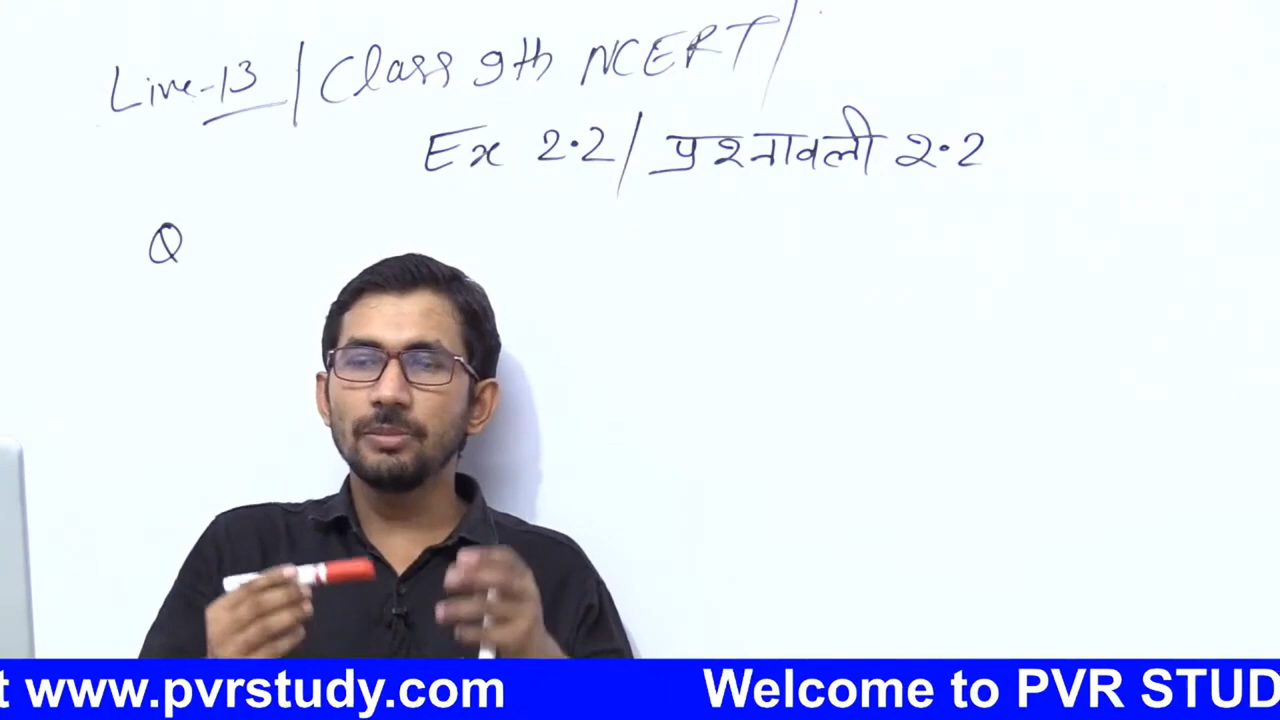 Live-13 / Class 9th NCERT /
Ex 2.2 / प्रश्नावली 2.2
Q
t www.pvrstudy.com Welcome to PVR STUD